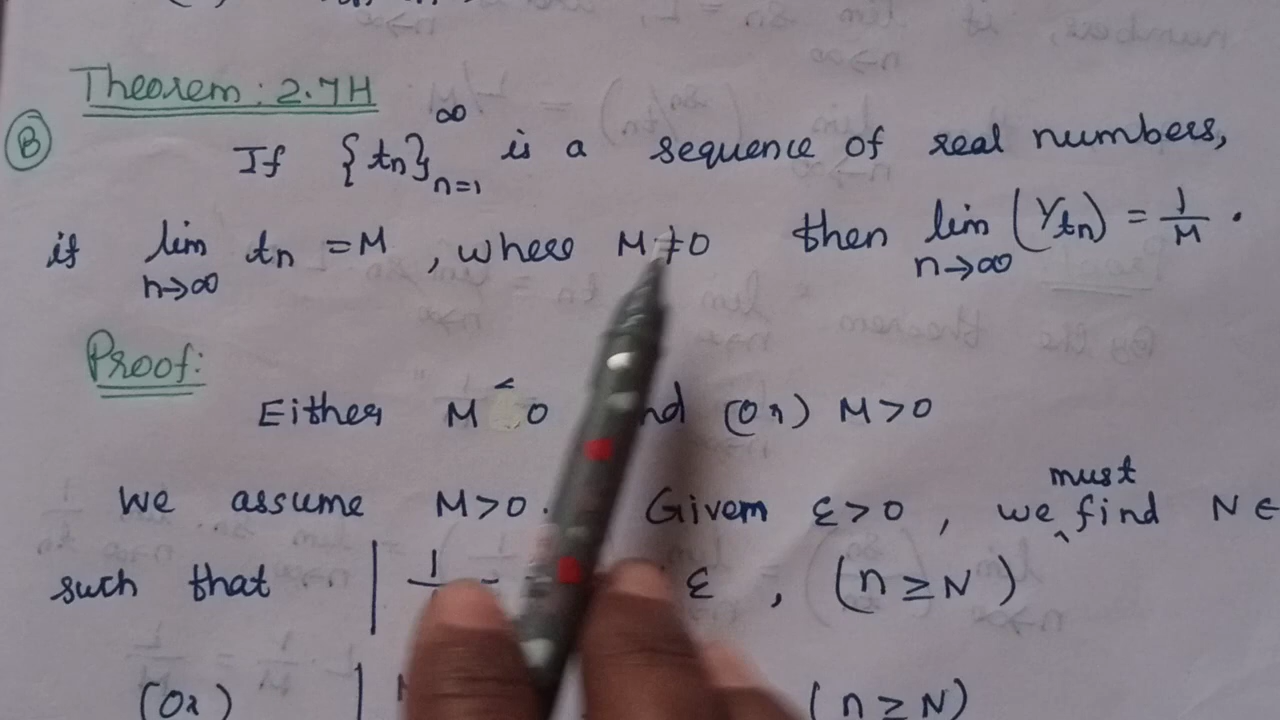 Theorem: 2.7H
(B) If {tn}∞n=1 is a sequence of real numbers,
if lim n→∞ tn = M, where M ≠ 0 then lim n→∞ (1/tn) = 1/M.
Proof:
Either M < 0 (or) M > 0
We assume M > 0. Given ε > 0, we must find N ∈
such that | 1 ε, (n ≥ N)
(or) | (n ≥ N)